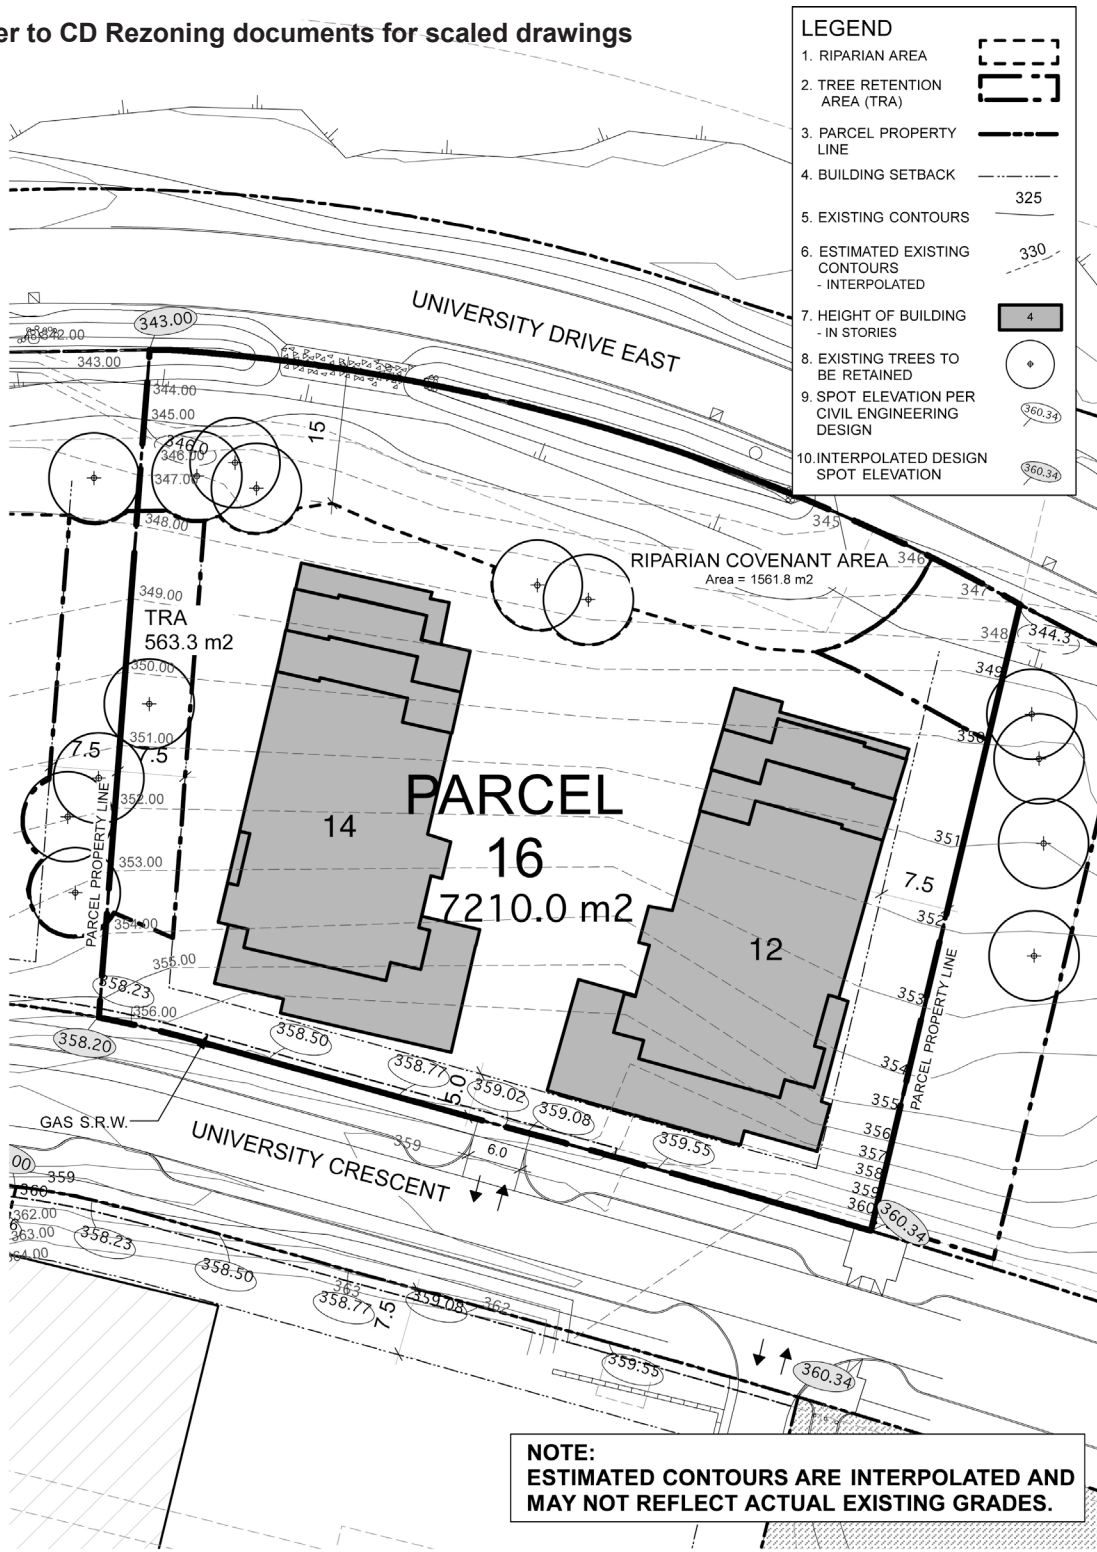 er to CD Rezoning documents for scaled drawings
LEGEND
1. RIPARIAN AREA
2. TREE RETENTION
AREA (TRA)
3. PARCEL PROPERTY
LINE
4. BUILDING SETBACK
325
5. EXISTING CONTOURS
6. ESTIMATED EXISTING
CONTOURS
- INTERPOLATED
330
7. HEIGHT OF BUILDING
- IN STORIES
4
8. EXISTING TREES TO
BE RETAINED
9. SPOT ELEVATION PER
CIVIL ENGINEERING
DESIGN
360.34
10. INTERPOLATED DESIGN
SPOT ELEVATION
360.34
UNIVERSITY DRIVE EAST
343.00
342.00
343.00
344.00
345.00
346.0
346.00
347.00
348.00
15
345
346
347
348
344.3
349
350
RIPARIAN COVENANT AREA
Area = 1561.8 m2
349.00
TRA
563.3 m2
350.00
351.00
7.5
7.5
352.00
353.00
354.00
355.00
356.00
PARCEL PROPERTY LINE
PARCEL
16
7210.0 m2
14
12
351
7.5
352
353
354
355
356
357
358
359
360
PARCEL PROPERTY LINE
358.23
358.20
358.50
358.77
5.0
359.02
359.08
359.55
360.34
GAS S.R.W.
UNIVERSITY CRESCENT
359
6.0
00
359
360
362.00
363.00
364.00
358.23
358.50
363
358.77
7.5
359.08
362
359.55
360.34
NOTE:
ESTIMATED CONTOURS ARE INTERPOLATED AND
MAY NOT REFLECT ACTUAL EXISTING GRADES.